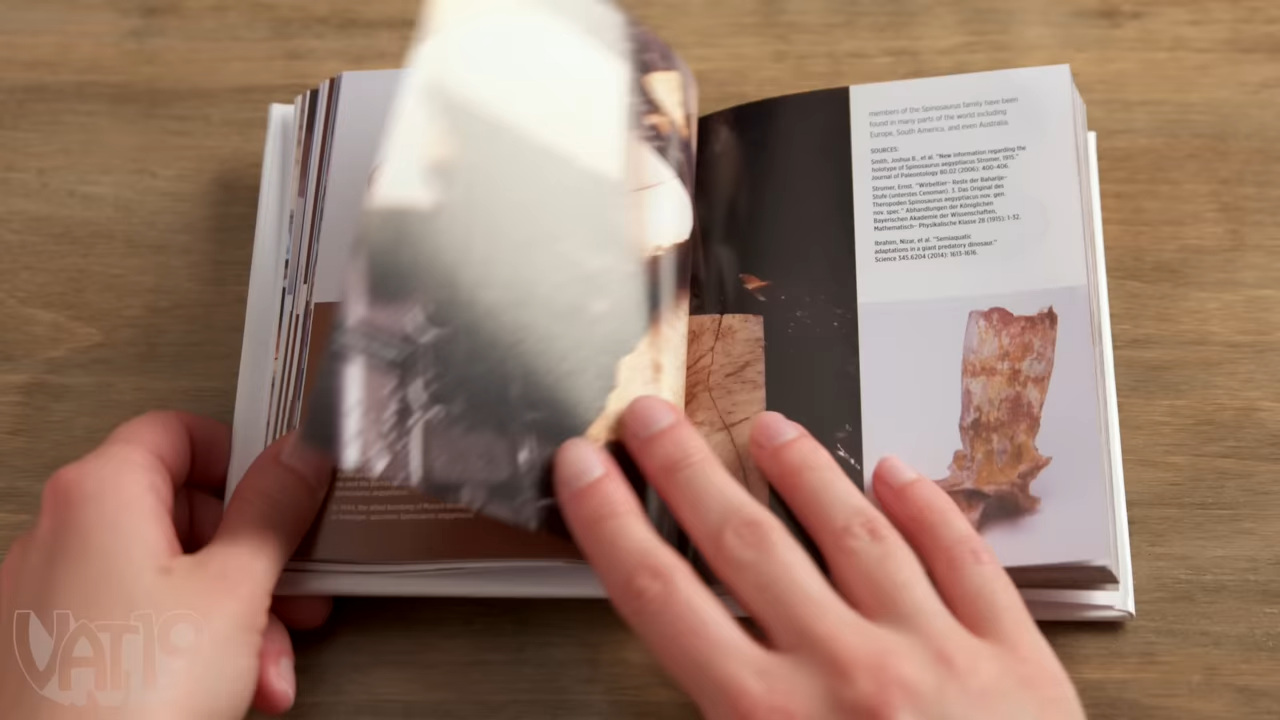 members of the Spinosaurus family have been
found in many parts of the world including
Europe, South America, and even Australia.
SOURCES:
Smith, Joshua B., et al. "New information regarding the
holotype of Spinosaurus aegyptiacus Stromer, 1915."
Journal of Paleontology 80.02 (2006): 400-406.
Stromer, Ernst. "Wirbeltier- Reste der Baharije-
Stufe (unterstes Cenoman). 3. Das Original des
Theropoden Spinosaurus aegyptiacus nov. gen.
nov. spec." Abhandlungen der Königlichen
Bayerischen Akademie der Wissenschaften,
Mathematisch- Physikalische Klasse 28 (1915): 1-32.
Ibrahim, Nizar, et al. "Semiaquatic
adaptations in a giant predatory dinosaur."
Science 345.6204 (2014): 1613-1616.
VAT19